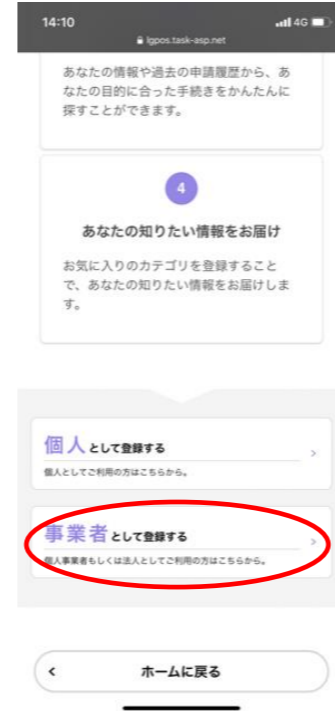 14:10
4G
lgpos.task-asp.net
あなたの情報や過去の申請履歴から、あ
なたの目的に合った手続きをかんたんに
探すことができます。
4
あなたの知りたい情報をお届け
お気に入りのカテゴリを登録すること
で、あなたの知りたい情報をお届けしま
す。
個人として登録する
個人としてご利用の方はこちらから。
事業者として登録する
個人事業者もしくは法人としてご利用の方はこちらから。
ホームに戻る